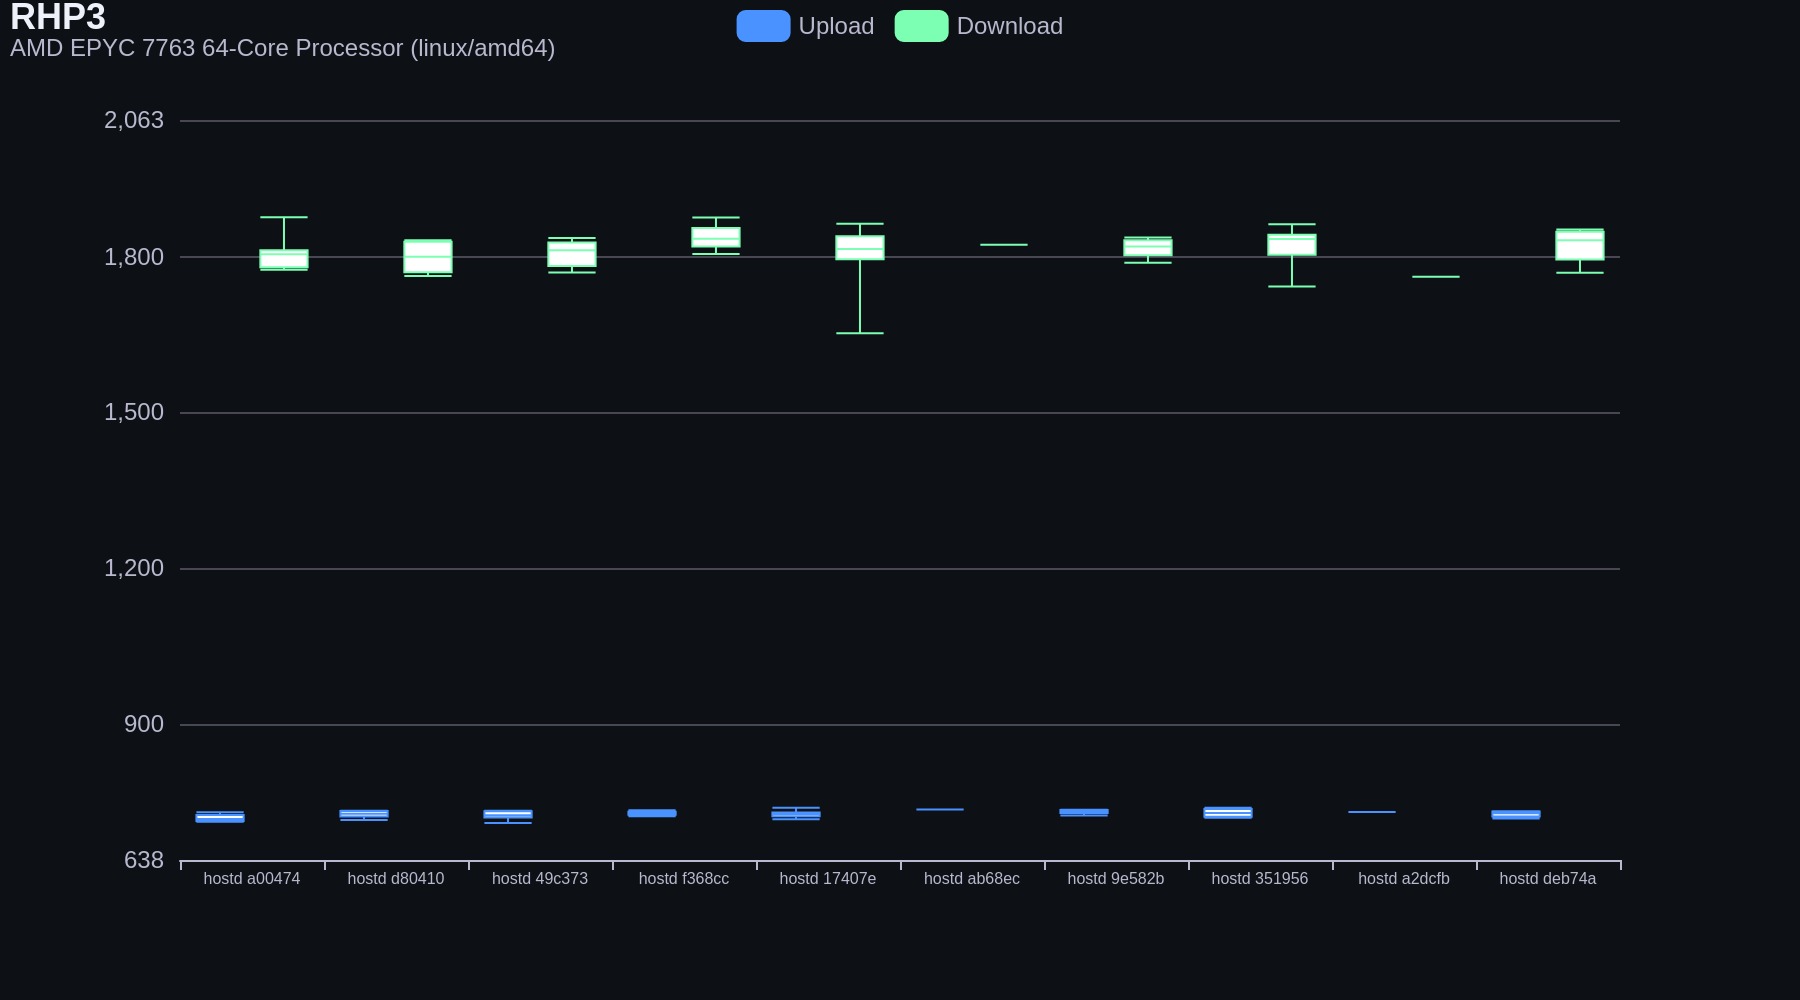 RHP3
AMD EPYC 7763 64-Core Processor (linux/amd64)
Upload
Download
2,063
1,800
1,500
1,200
900
638
hostd a00474
hostd d80410
hostd 49c373
hostd f368cc
hostd 17407e
hostd ab68ec
hostd 9e582b
hostd 351956
hostd a2dcfb
hostd deb74a